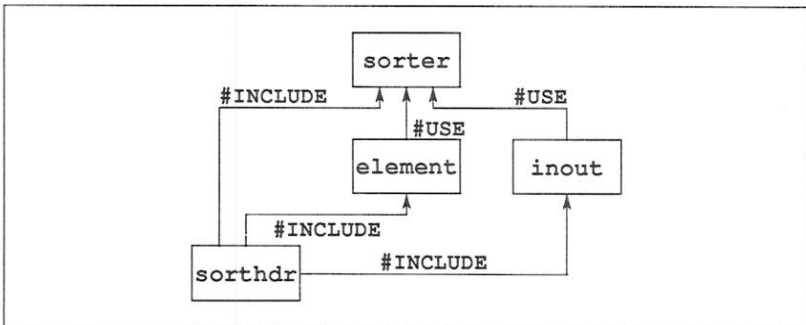 sorter
#INCLUDE
#USE
#USE
element
inout
#INCLUDE
sorthdr
#INCLUDE